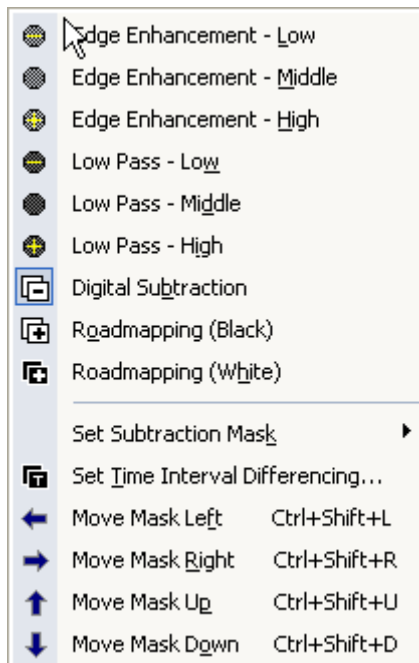 Edge Enhancement - Low
Edge Enhancement - Middle
Edge Enhancement - High
Low Pass - Low
Low Pass - Middle
Low Pass - High
Digital Subtraction
Roadmapping (Black)
Roadmapping (White)
Set Subtraction Mask
Set Time Interval Differencing...
Move Mask Left Ctrl+Shift+L
Move Mask Right Ctrl+Shift+R
Move Mask Up Ctrl+Shift+U
Move Mask Down Ctrl+Shift+D